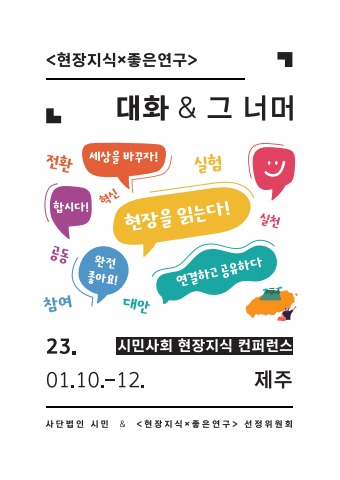 <현장지식×좋은연구>
대화 & 그 너머
전환
세상을 바꾸자!
실험
혁신
합시다!
현장을 읽는다!
실천
공동
완전
좋아요!
연결하고 공유하다
참여
대안
23.
시민사회 현장지식 컨퍼런스
01.10.–12.
제주
사단법인 시민 & <현장지식×좋은연구> 선정위원회